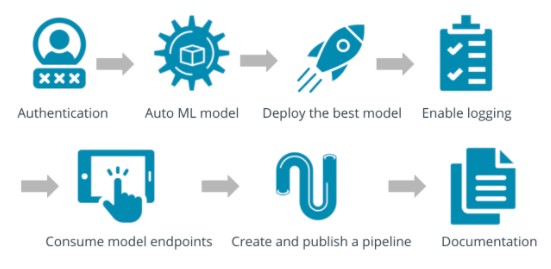 Authentication
Auto ML model
Deploy the best model
Enable logging
Consume model endpoints
Create and publish a pipeline
Documentation